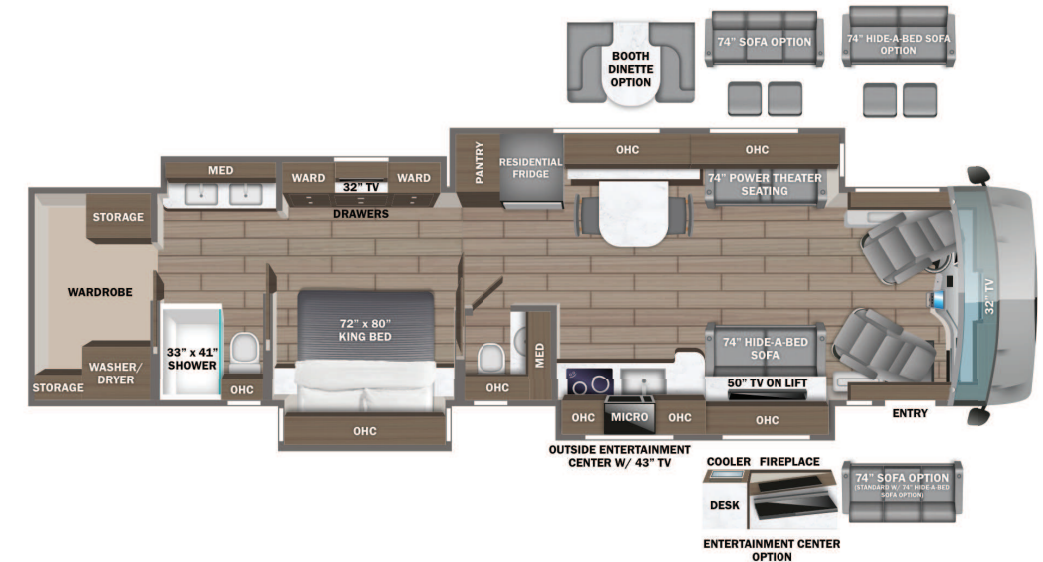 BOOTH
DINETTE
OPTION
74” SOFA OPTION
74” HIDE-A-BED SOFA
OPTION
MED
WARD
32” TV
WARD
DRAWERS
PANTRY
RESIDENTIAL
FRIDGE
OHC
OHC
74” POWER THEATER
SEATING
STORAGE
WARDROBE
WASHER/
DRYER
STORAGE
33” x 41”
SHOWER
OHC
72” x 80”
KING BED
OHC
OHC
MED
74” HIDE-A-BED
SOFA
50” TV ON LIFT
OHC
MICRO
OHC
OHC
32” TV
ENTRY
OUTSIDE ENTERTAINMENT
CENTER W/ 43” TV
COOLER
FIREPLACE
DESK
ENTERTAINMENT CENTER
OPTION
74” SOFA OPTION
(STANDARD W/ 74” HIDE-A-BED
SOFA OPTION)